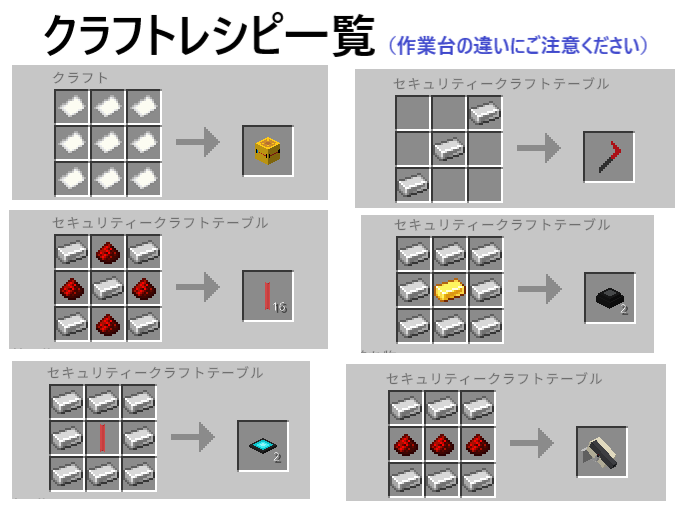 クラフトレシピ一覧（作業台の違いにご注意ください）
クラフト
セキュリティークラフトテーブル
セキュリティークラフトテーブル
16
セキュリティークラフトテーブル
2
セキュリティークラフトテーブル
2
セキュリティークラフトテーブル